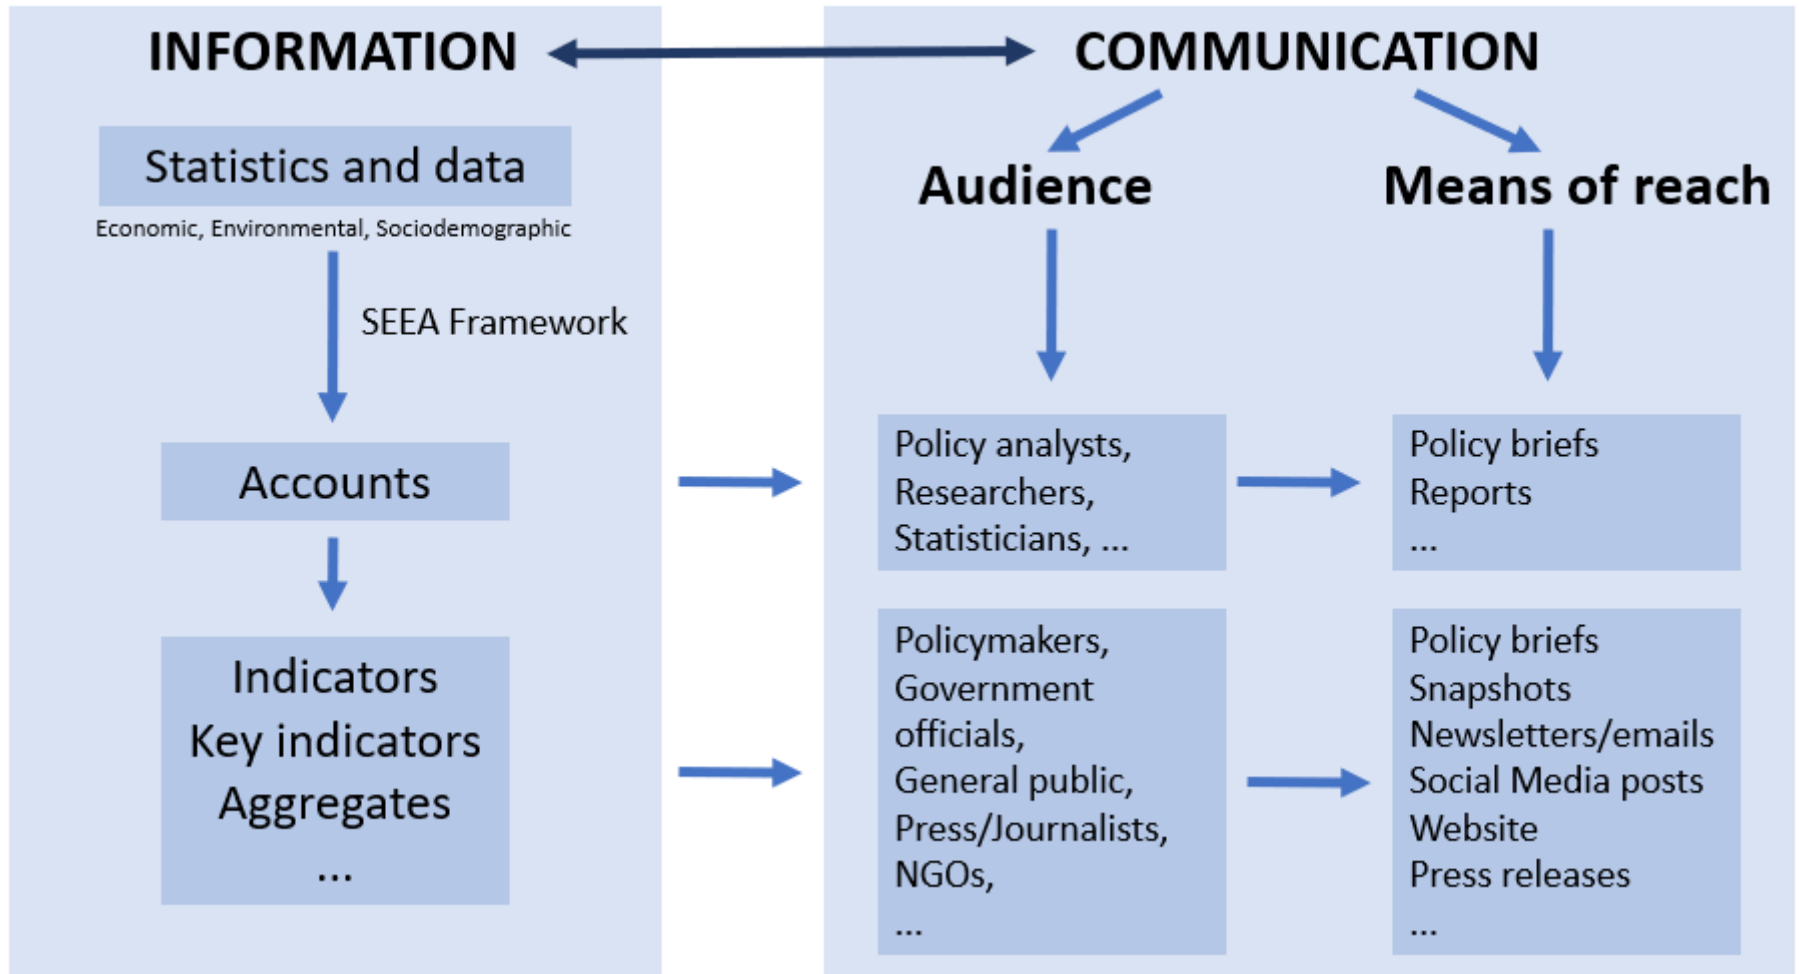 INFORMATION
Statistics and data
Economic, Environmental, Sociodemographic
SEEA Framework
Accounts
Indicators
Key indicators
Aggregates
...
COMMUNICATION
Audience
Means of reach
Policy analysts,
Researchers,
Statisticians, ...
Policy briefs
Reports
...
Policymakers,
Government
officials,
General public,
Press/Journalists,
NGOs,
...
Policy briefs
Snapshots
Newsletters/emails
Social Media posts
Website
Press releases
...